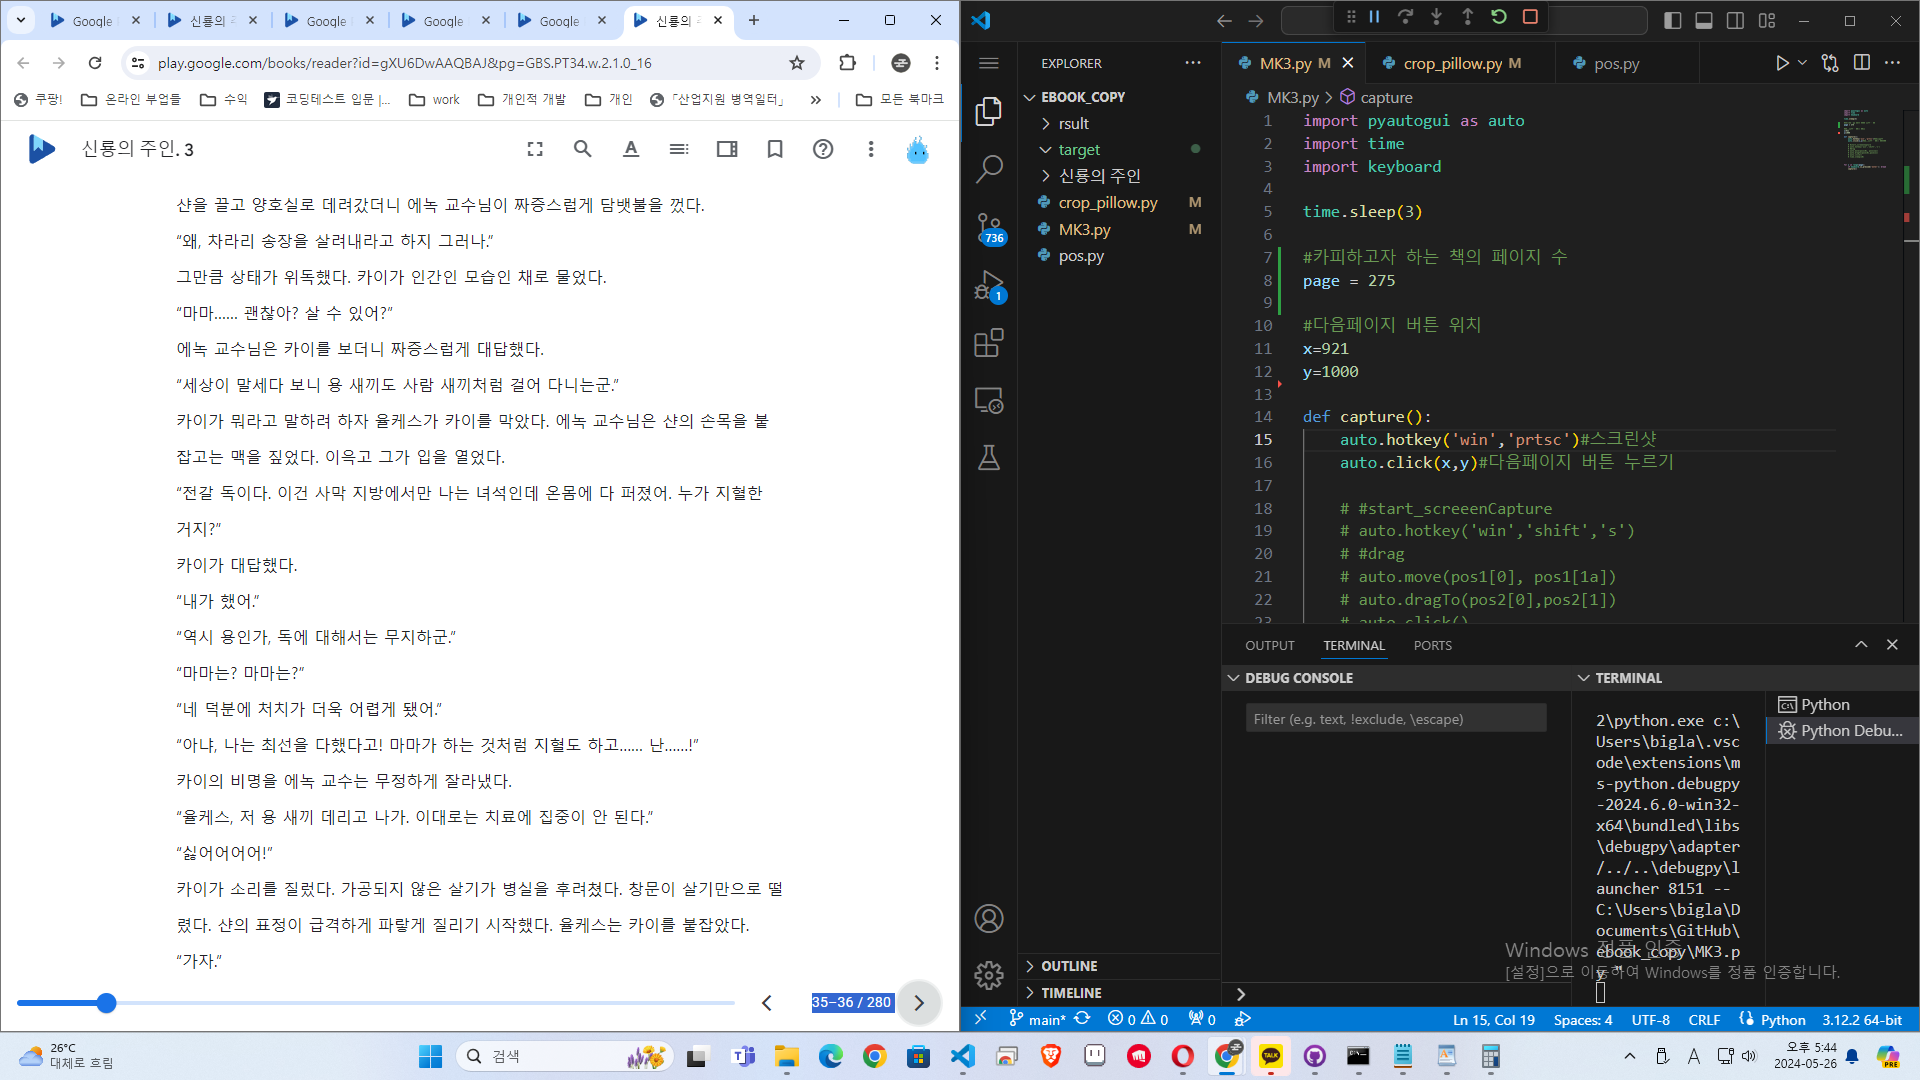 Google
신룡의 주
Google
Google
Google
신룡의 주
play.google.com/books/reader?id=gXU6DwAAQBAJ&pg=GBS.PT34.w.2.1.0_16
쿠팡!
온라인 부업들
수익
코딩테스트 입문 |...
work
개인적 개발
개인
「산업지원 병역일터」
»
모든 북마크
신룡의 주인. 3
샨을 끌고 양호실로 데려갔더니 에녹 교수님이 짜증스럽게 담뱃불을 껐다.
“왜, 차라리 송장을 살려내라고 하지 그러나.”
그만큼 상태가 위독했다. 카이가 인간인 모습인 채로 물었다.
“마마…… 괜찮아? 살 수 있어?”
에녹 교수님은 카이를 보더니 짜증스럽게 대답했다.
“세상이 말세다 보니 용 새끼도 사람 새끼처럼 걸어 다니는군.”
카이가 뭐라고 말하려 하자 율케스가 카이를 막았다. 에녹 교수님은 샨의 손목을 붙
잡고는 맥을 짚었다. 이윽고 그가 입을 열었다.
“전갈 독이다. 이건 사막 지방에서만 나는 녀석인데 온몸에 다 퍼졌어. 누가 지혈한
거지?”
카이가 대답했다.
“내가 했어.”
“역시 용인가, 독에 대해서는 무지하군.”
“마마는? 마마는?”
“네 덕분에 처치가 더욱 어렵게 됐어.”
“아냐, 나는 최선을 다했다고! 마마가 하는 것처럼 지혈도 하고…… 난……!”
카이의 비명을 에녹 교수는 무정하게 잘라냈다.
“율케스, 저 용 새끼 데리고 나가. 이대로는 치료에 집중이 안 된다.”
“싫어어어어!”
카이가 소리를 질렀다. 가공되지 않은 살기가 병실을 후려쳤다. 창문이 살기만으로 떨
렸다. 샨의 표정이 급격하게 파랗게 질리기 시작했다. 율케스는 카이를 붙잡았다.
“가자.”
35–36 / 280
EXPLORER
EBOOK_COPY
rsult
target
신룡의 주인
crop_pillow.py M
MK3.py M
pos.py
736
1
OUTLINE
TIMELINE
MK3.py M
crop_pillow.py M
pos.py
MK3.py > capture
1 import pyautogui as auto
2 import time
3 import keyboard
4
5 time.sleep(3)
6
7 #카피하고자 하는 책의 페이지 수
8 page = 275
9
10 #다음페이지 버튼 위치
11 x=921
12 y=1000
13
14 def capture():
15 auto.hotkey('win','prtsc')#스크린샷
16 auto.click(x,y)#다음페이지 버튼 누르기
17
18 # #start_screeenCapture
19 # auto.hotkey('win','shift','s')
20 # #drag
21 # auto.move(pos1[0], pos1[1a])
22 # auto.dragTo(pos2[0],pos2[1])
23 # auto.click()
OUTPUT
TERMINAL
PORTS
DEBUG CONSOLE
Filter (e.g. text, !exclude, \escape)
TERMINAL
2\python.exe c:\
Users\bigla\.vsc
ode\extensions\m
s-python.debugpy
-2024.6.0-win32-
x64\bundled\libs
\debugpy\adapter
/../..\debugpy\l
auncher 8151 --
C:\Users\bigla\D
ocuments\GitHub\
ebook_copy\MK3.p
y "
Python
Python Debu...
Windows 정품 인증
[설정]으로 이동하여 Windows를 정품 인증합니다.
main*
0
0
0
Ln 15, Col 19
Spaces: 4
UTF-8
CRLF
Python
3.12.2 64-bit
26°C
대체로 흐림
검색
TALK
A
오후 5:44
2024-05-26
PRE